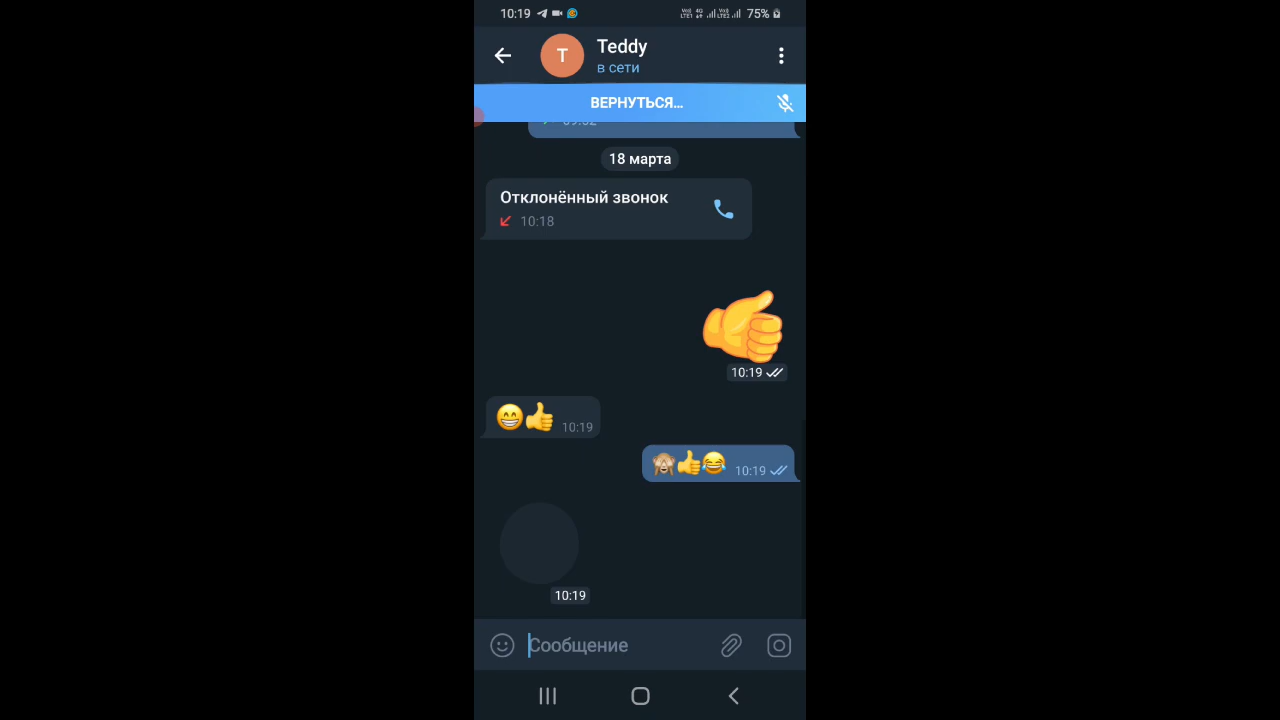 10:19
75%
T
Teddy
в сети
ВЕРНУТЬСЯ...
18 марта
Отклонённый звонок
10:18
10:19
10:19
10:19
10:19
Сообщение